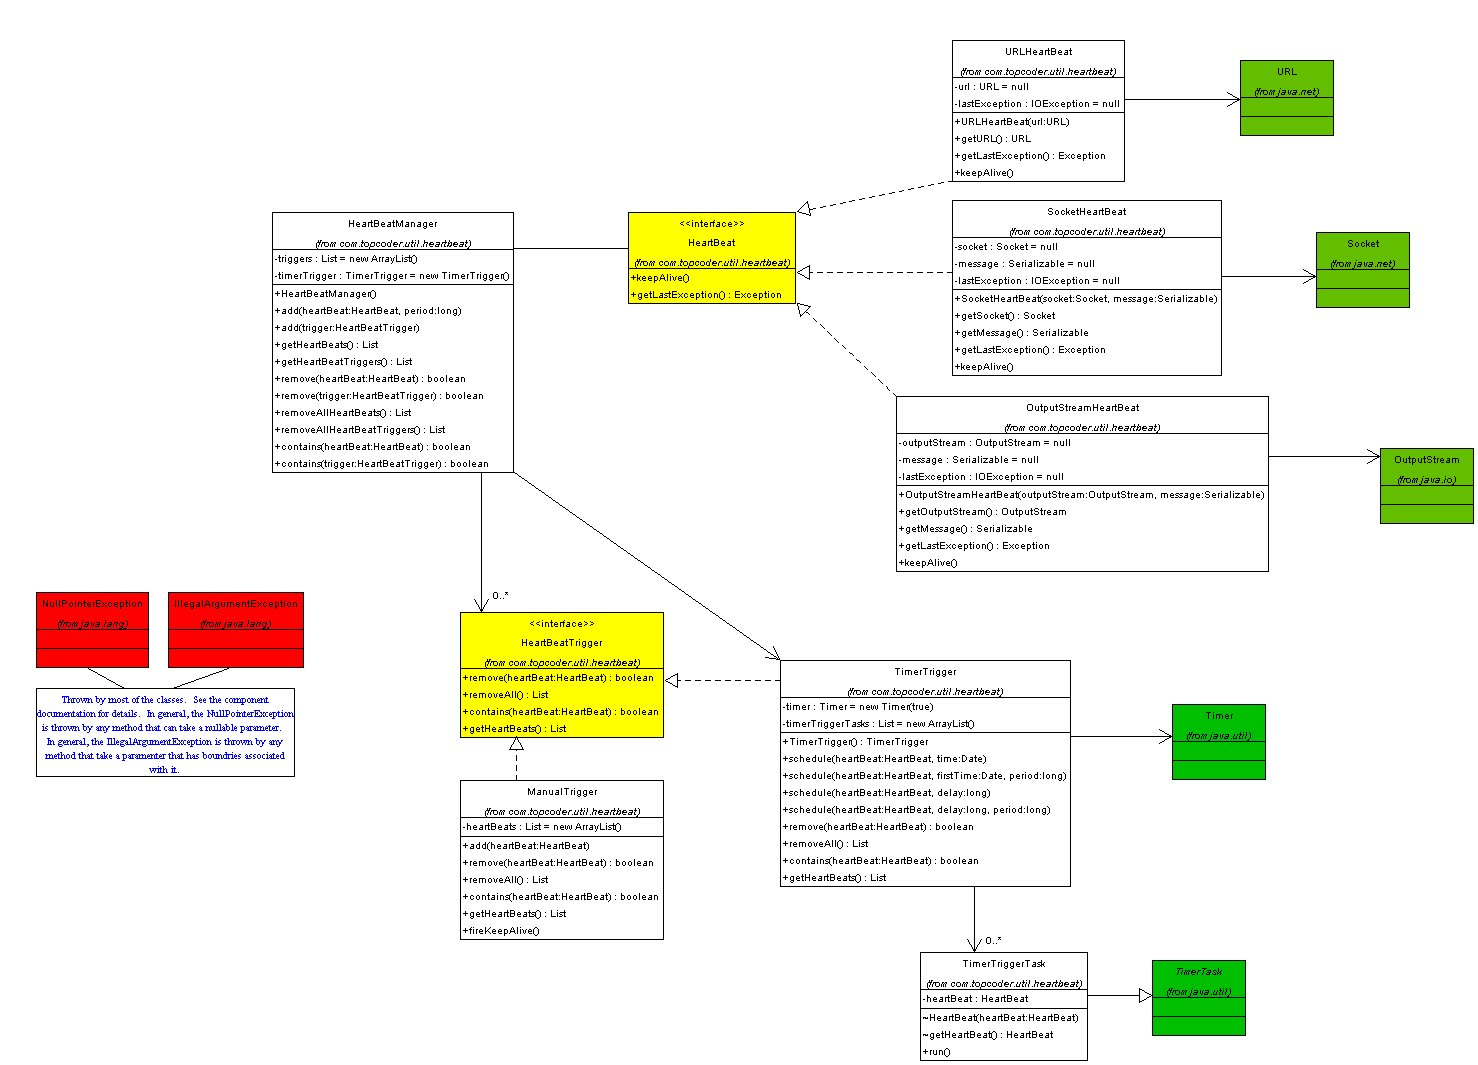 URLHeartBeat
(from com.topcoder.util.heartbeat)
-url : URL = null
-lastException : IOException = null
+URLHeartBeat(url:URL)
+getURL() : URL
+getLastException() : Exception
+keepAlive()
URL
(from java.net)
HeartBeatManager
(from com.topcoder.util.heartbeat)
-triggers : List = new ArrayList()
-timerTrigger : TimerTrigger = new TimerTrigger()
+HeartBeatManager()
+add(heartBeat:HeartBeat, period:long)
+add(trigger:HeartBeatTrigger)
+getHeartBeats() : List
+getHeartBeatTriggers() : List
+remove(heartBeat:HeartBeat) : boolean
+remove(trigger:HeartBeatTrigger) : boolean
+removeAllHeartBeats() : List
+removeAllHeartBeatTriggers() : List
+contains(heartBeat:HeartBeat) : boolean
+contains(trigger:HeartBeatTrigger) : boolean
<<interface>>
HeartBeat
(from com.topcoder.util.heartbeat)
+keepAlive()
+getLastException() : Exception
SocketHeartBeat
(from com.topcoder.util.heartbeat)
-socket : Socket = null
-message : Serializable = null
-lastException : IOException = null
+SocketHeartBeat(socket:Socket, message:Serializable)
+getSocket() : Socket
+getMessage() : Serializable
+getLastException() : Exception
+keepAlive()
Socket
(from java.net)
OutputStreamHeartBeat
(from com.topcoder.util.heartbeat)
-outputStream : OutputStream = null
-message : Serializable = null
-lastException : IOException = null
+OutputStreamHeartBeat(outputStream:OutputStream, message:Serializable)
+getOutputStream() : OutputStream
+getMessage() : Serializable
+getLastException() : Exception
+keepAlive()
OutputStream
(from java.io)
NullPointerException
(from java.lang)
IllegalArgumentException
(from java.lang)
Thrown by most of the classes. See the component
documentation for details. In general, the NullPointerException
is thrown by any method that can take a nullable parameter.
In general, the IllegalArgumentException is thrown by any
method that take a paramenter that has boundries associated
with it.
0..*
<<interface>>
HeartBeatTrigger
(from com.topcoder.util.heartbeat)
+remove(heartBeat:HeartBeat) : boolean
+removeAll() : List
+contains(heartBeat:HeartBeat) : boolean
+getHeartBeats() : List
ManualTrigger
(from com.topcoder.util.heartbeat)
-heartBeats : List = new ArrayList()
+add(heartBeat:HeartBeat)
+remove(heartBeat:HeartBeat) : boolean
+removeAll() : List
+contains(heartBeat:HeartBeat) : boolean
+getHeartBeats() : List
+fireKeepAlive()
TimerTrigger
(from com.topcoder.util.heartbeat)
-timer : Timer = new Timer(true)
-timerTriggerTasks : List = new ArrayList()
+TimerTrigger() : TimerTrigger
+schedule(heartBeat:HeartBeat, time:Date)
+schedule(heartBeat:HeartBeat, firstTime:Date, period:long)
+schedule(heartBeat:HeartBeat, delay:long)
+schedule(heartBeat:HeartBeat, delay:long, period:long)
+remove(heartBeat:HeartBeat) : boolean
+removeAll() : List
+contains(heartBeat:HeartBeat) : boolean
+getHeartBeats() : List
Timer
(from java.util)
0..*
TimerTriggerTask
(from com.topcoder.util.heartbeat)
-heartBeat : HeartBeat
~HeartBeat(heartBeat:HeartBeat)
~getHeartBeat() : HeartBeat
+run()
TimerTask
(from java.util)